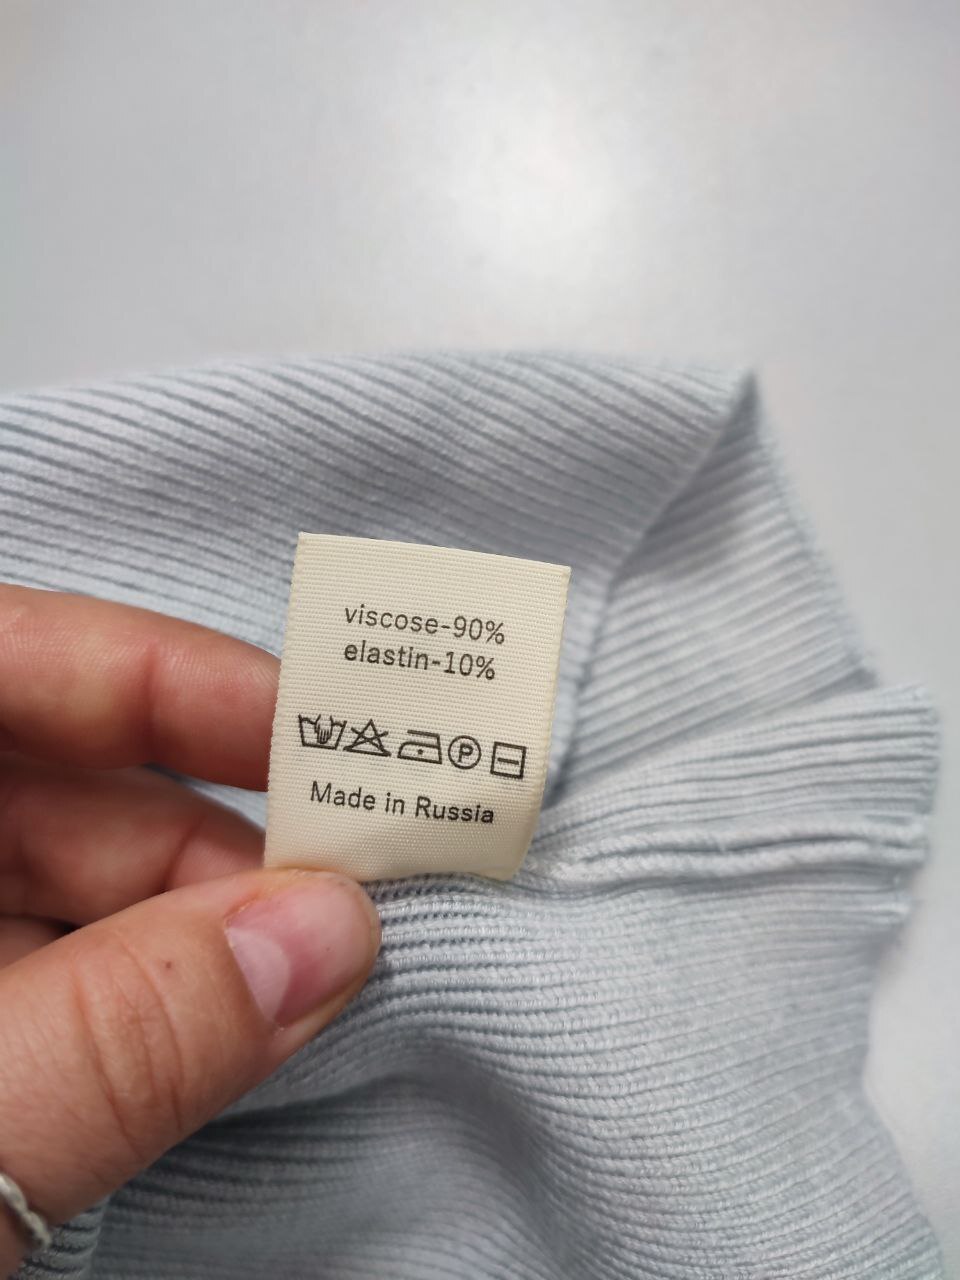 viscose-90%
elastin-10%
P
Made in Russia